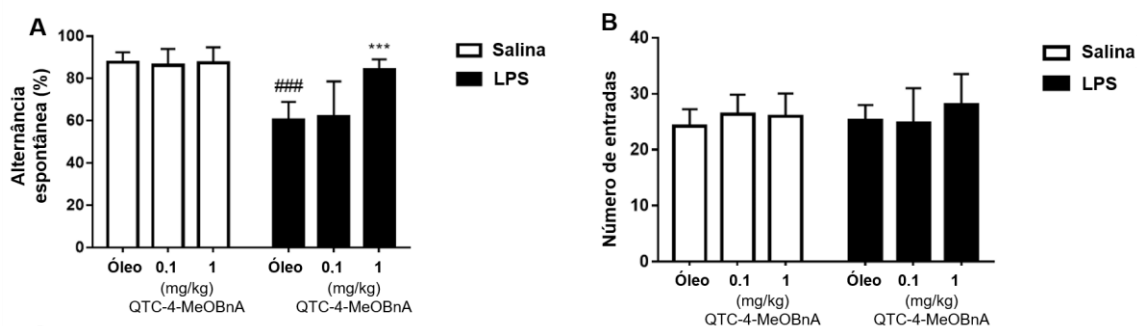 A
Alternância
espontânea (%)
100
80
60
40
20
0
###
***
Salina
LPS
Óleo 0.1 1 Óleo 0.1 1
(mg/kg) (mg/kg)
QTC-4-MeOBnA QTC-4-MeOBnA
B
Número de entradas
40
30
20
10
0
Salina
LPS
Óleo 0.1 1 Óleo 0.1 1
(mg/kg) (mg/kg)
QTC-4-MeOBnA QTC-4-MeOBnA